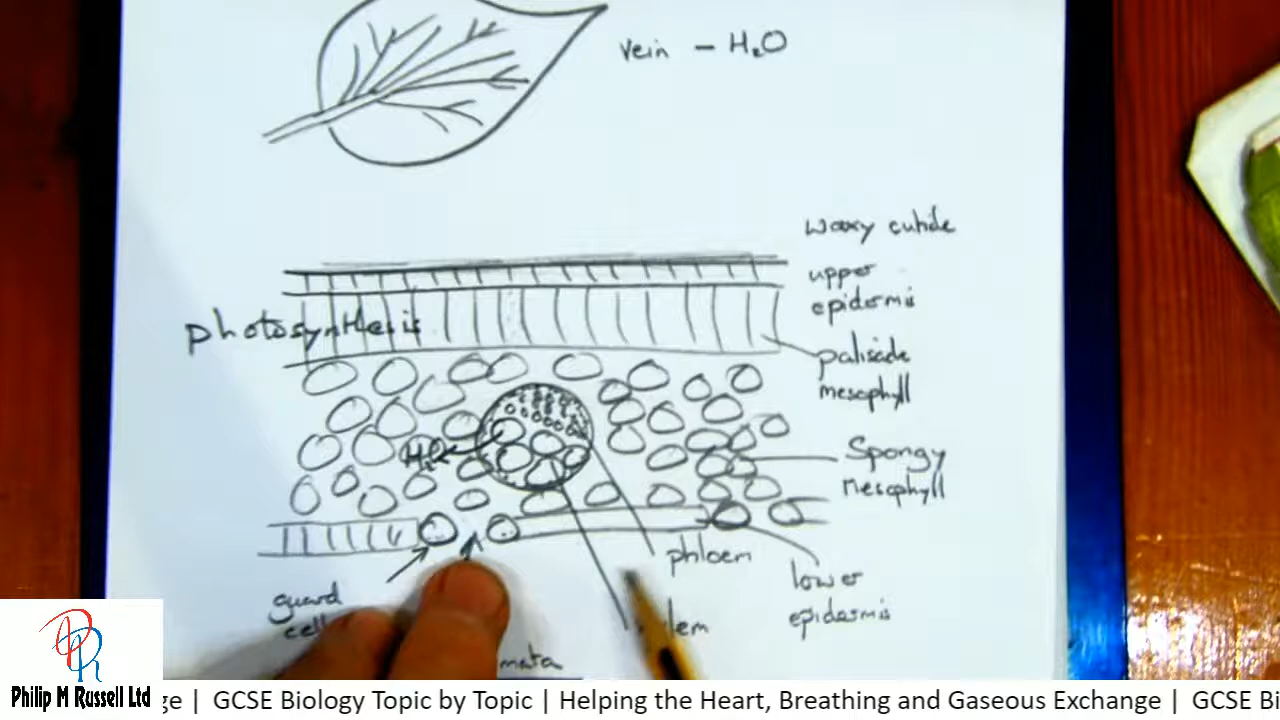 vein – H₂O
waxy cuticle
upper
epidermis
photosynthesis
palisade
mesophyll
Spongy
mesophyll
phloem
lower
epidermis
guard
Philip M Russell Ltd
ge | GCSE Biology Topic by Topic | Helping the Heart, Breathing and Gaseous Exchange | GCSE Bi